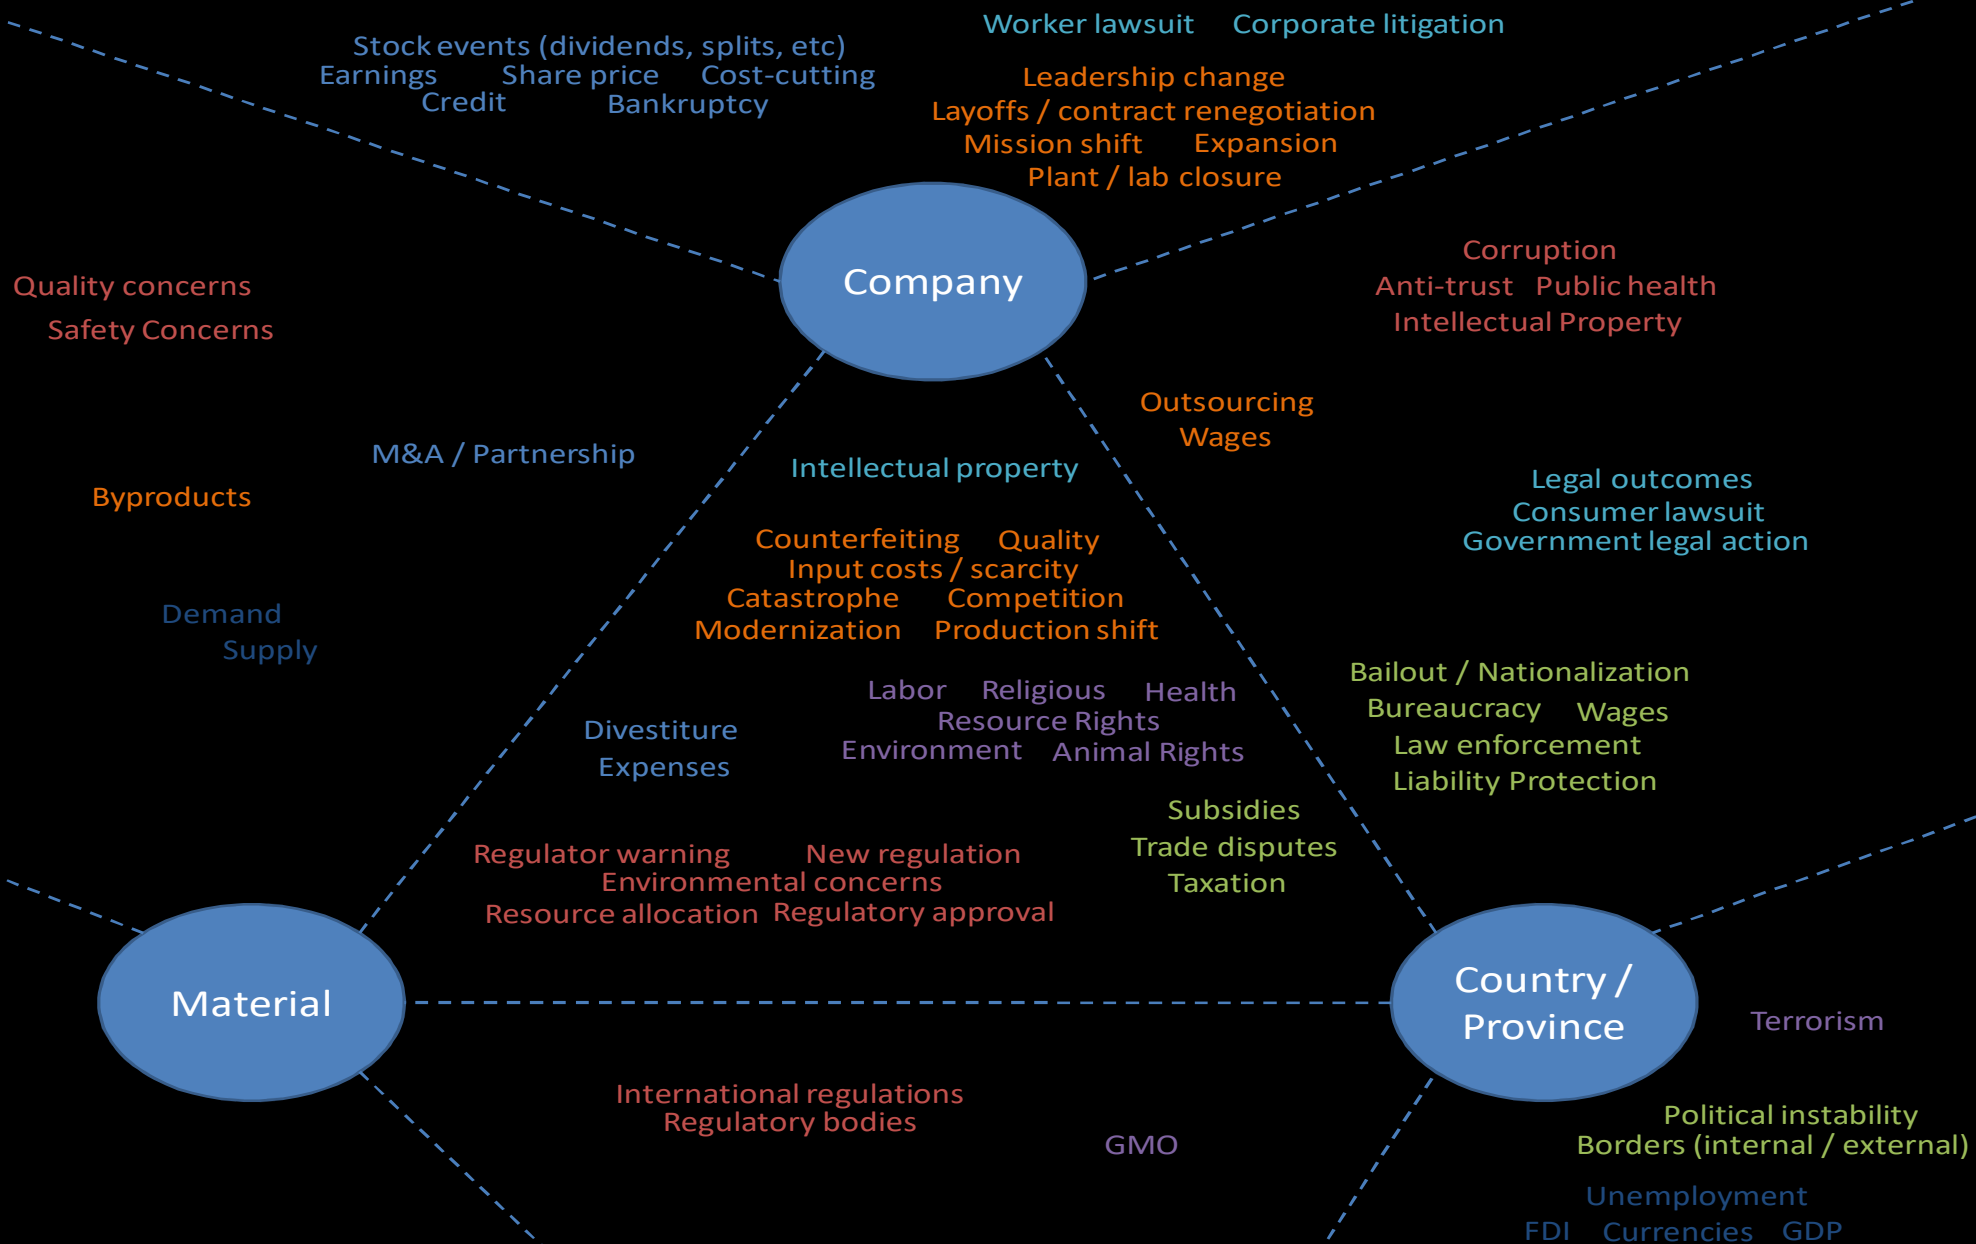 Worker lawsuit Corporate litigation
Stock events (dividends, splits, etc)
Earnings Share price Cost-cutting
Credit Bankruptcy
Leadership change
Layoffs / contract renegotiation
Mission shift Expansion
Plant / lab closure
Company
Quality concerns
Safety Concerns
Corruption
Anti-trust Public health
Intellectual Property
Outsourcing
Wages
M&A / Partnership
Intellectual property
Byproducts
Legal outcomes
Consumer lawsuit
Government legal action
Counterfeiting Quality
Input costs / scarcity
Catastrophe Competition
Modernization Production shift
Demand
Supply
Labor Religious Health
Resource Rights
Environment Animal Rights
Bailout / Nationalization
Bureaucracy Wages
Law enforcement
Liability Protection
Divestiture
Expenses
Subsidies
Trade disputes
Taxation
Regulator warning New regulation
Environmental concerns
Resource allocation Regulatory approval
Material
Country /
Province
Terrorism
International regulations
Regulatory bodies
GMO
Political instability
Borders (internal / external)
Unemployment
FDI Currencies GDP